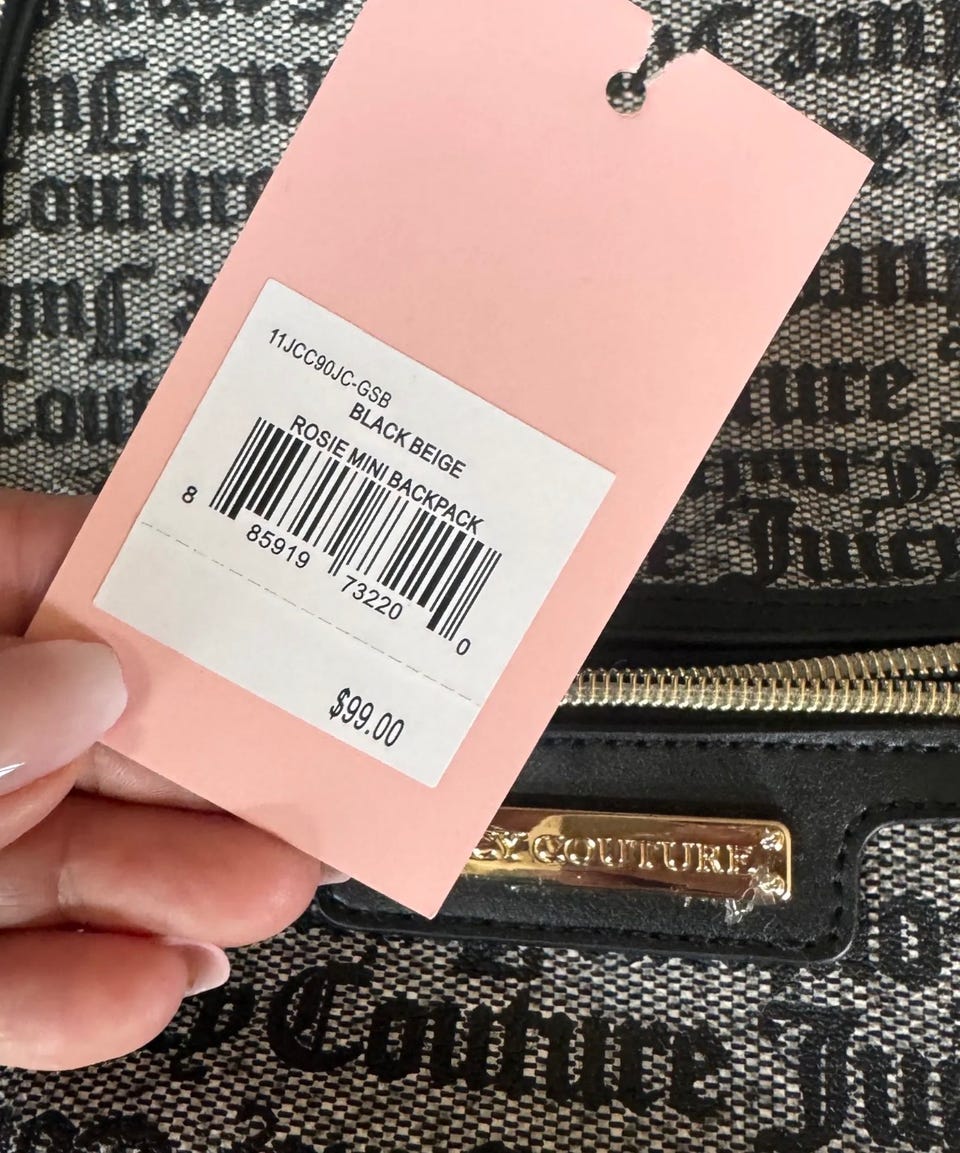 11JCC90JC-GSB
BLACK BEIGE
ROSIE MINI BACKPACK
8 85919 73220 0
$99.00
COUTURE
Couture
Couture
Juicy
Couture